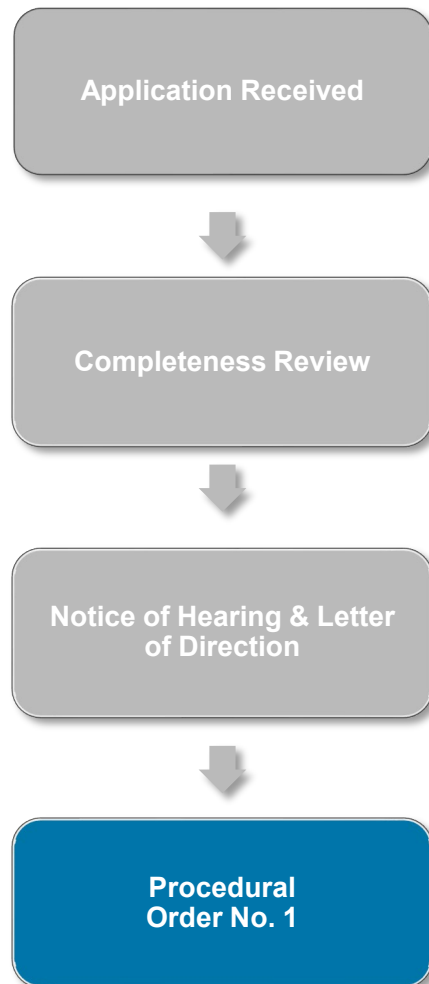 Application Received
Completeness Review
Notice of Hearing & Letter
of Direction
Procedural
Order No. 1